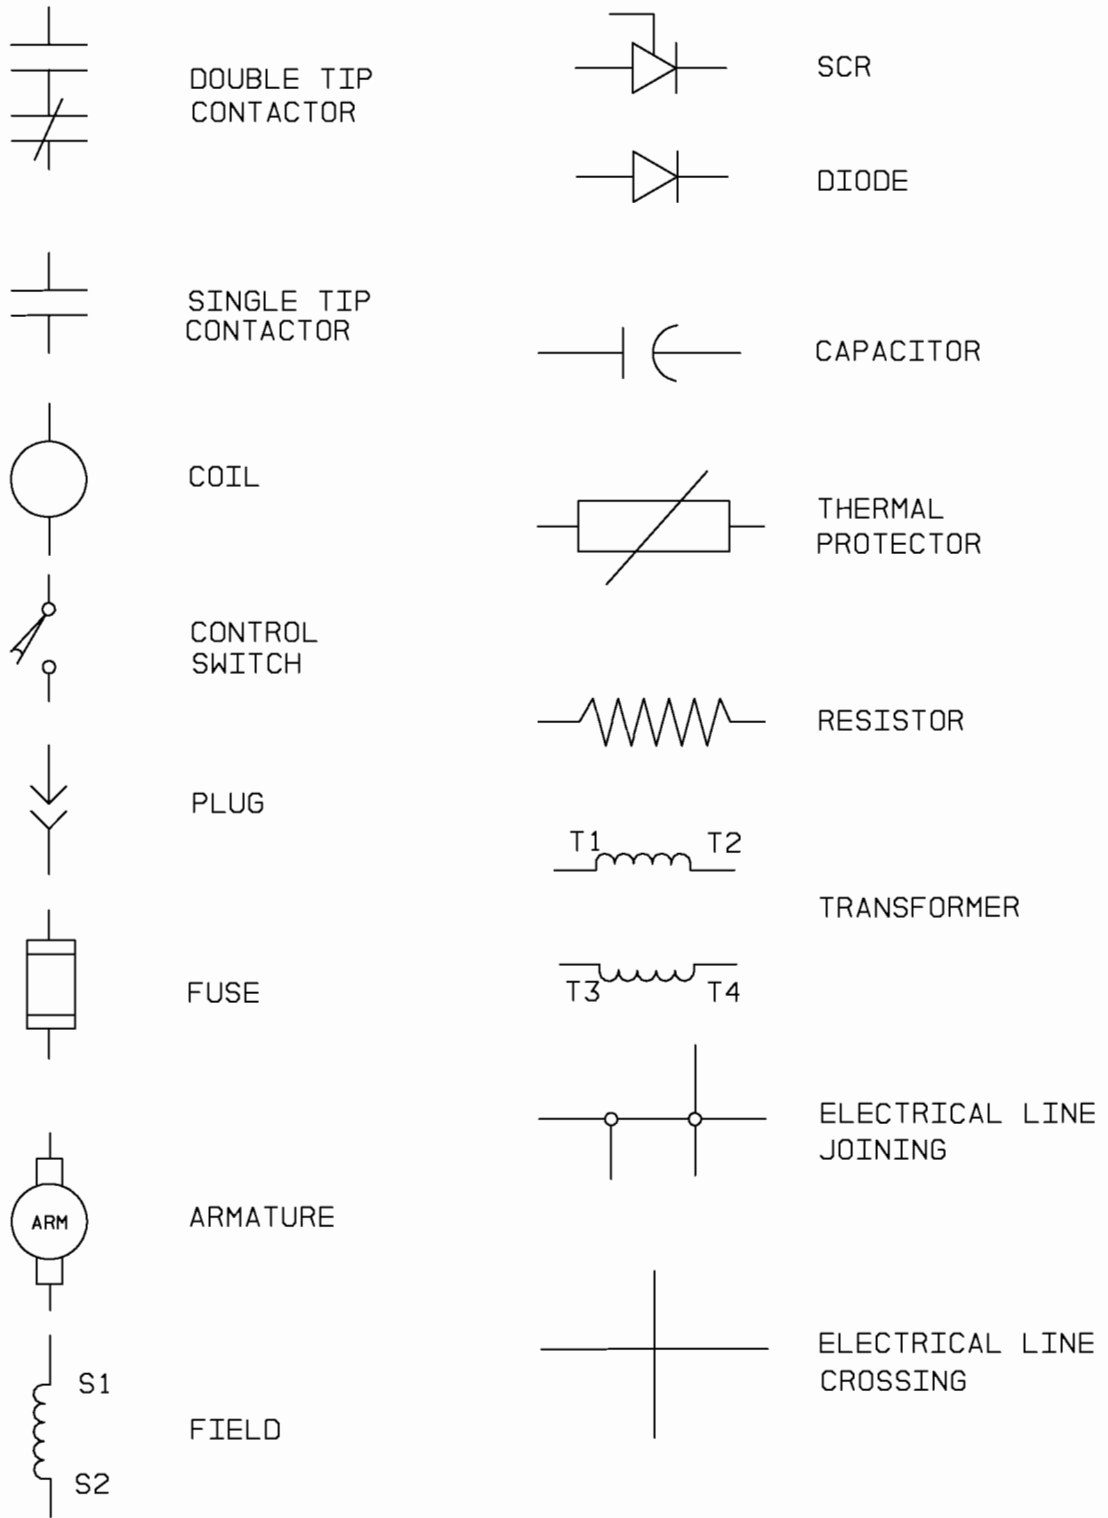 DOUBLE TIP
CONTACTOR
SINGLE TIP
CONTACTOR
COIL
CONTROL
SWITCH
PLUG
FUSE
ARM
ARMATURE
S1
FIELD
S2
SCR
DIODE
CAPACITOR
THERMAL
PROTECTOR
RESISTOR
T1 T2
TRANSFORMER
T3 T4
ELECTRICAL LINE
JOINING
ELECTRICAL LINE
CROSSING